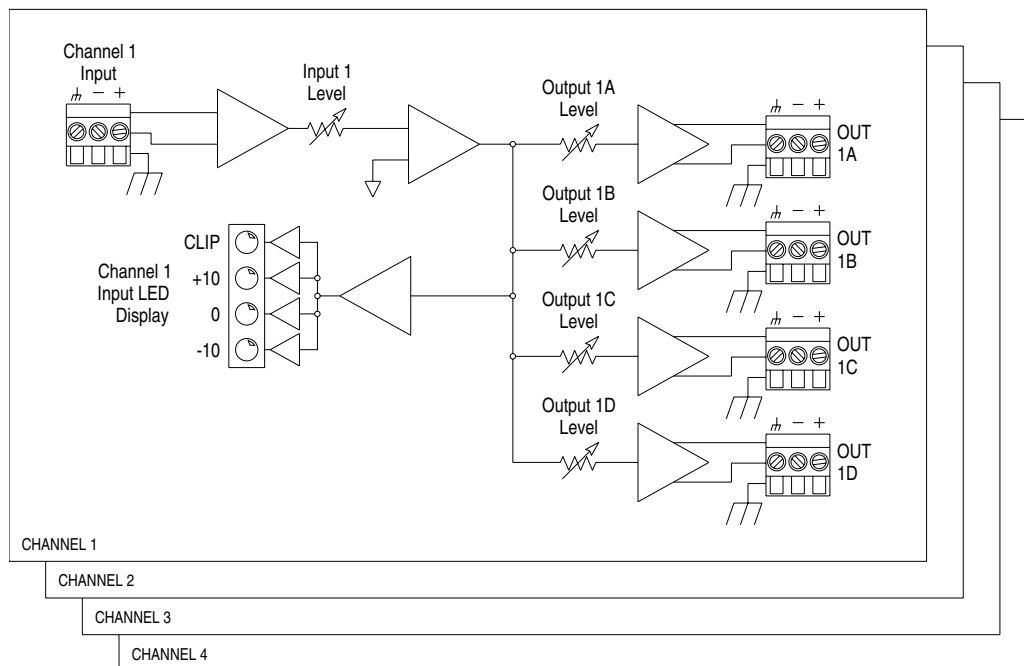 Channel 1
Input
− +
Input 1
Level
Output 1A
Level
− +
OUT
1A
Output 1B
Level
− +
OUT
1B
CLIP
+10
0
-10
Channel 1
Input LED
Display
Output 1C
Level
− +
OUT
1C
Output 1D
Level
− +
OUT
1D
CHANNEL 1
CHANNEL 2
CHANNEL 3
CHANNEL 4